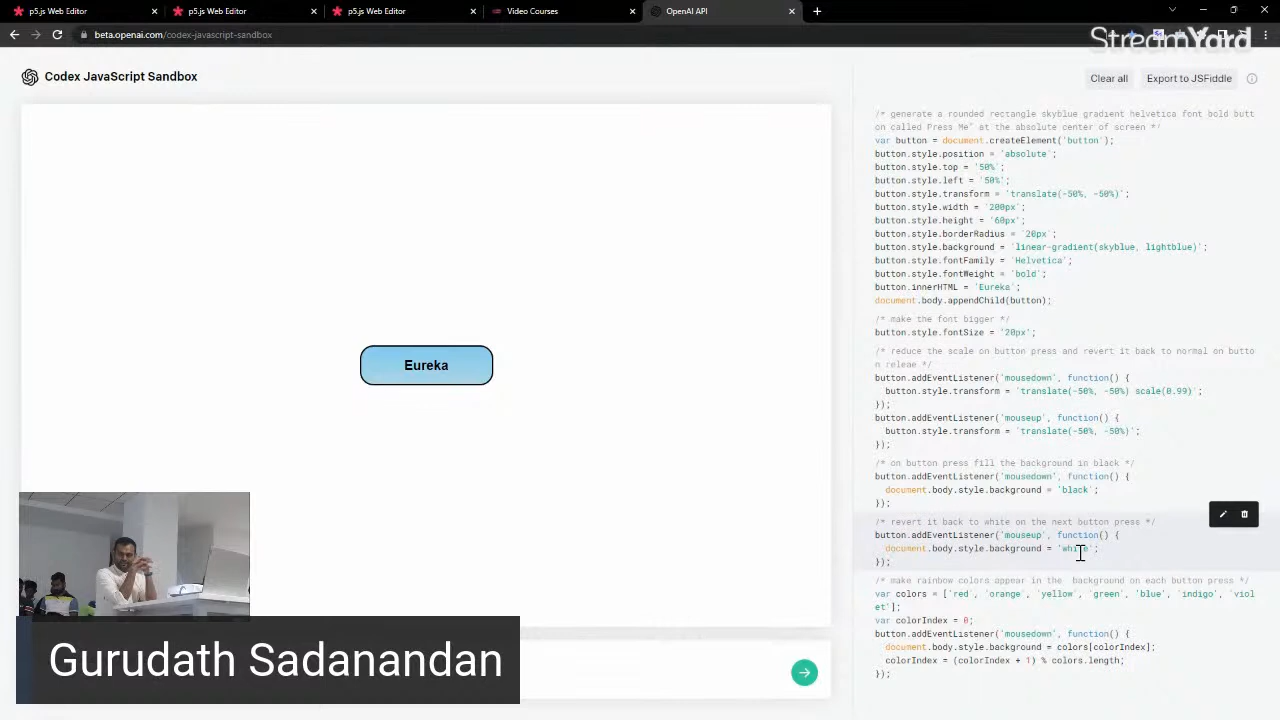 p5.js Web Editor
p5.js Web Editor
p5.js Web Editor
Video Courses
OpenAI API
beta.openai.com/codex-javascript-sandbox
StreamYard
Codex JavaScript Sandbox
Clear all
Export to JSFiddle
/* generate a rounded rectangle skyblue gradient helvetica font bold butt
on called Press Me' at the absolute center of screen */
var button = document.createElement('button');
button.style.position = 'absolute';
button.style.top = '50%';
button.style.left = '50%';
button.style.transform = 'translate(-50%, -50%)';
button.style.width = '200px';
button.style.height = '60px';
button.style.borderRadius = '20px';
button.style.background = 'linear-gradient(skyblue, lightblue)';
button.style.fontFamily = 'Helvetica';
button.style.fontWeight = 'bold';
button.innerHTML = 'Eureka';
document.body.appendChild(button);
/* make the font bigger */
button.style.fontSize = '20px';
/* reduce the scale on button press and revert it back to normal on butto
n releae */
button.addEventListener('mousedown', function() {
button.style.transform = 'translate(-50%, -50%) scale(0.99)';
});
button.addEventListener('mouseup', function() {
button.style.transform = 'translate(-50%, -50%)';
});
/* on button press fill the background in black */
button.addEventListener('mousedown', function() {
document.body.style.background = 'black';
});
/* revert it back to white on the next button press */
button.addEventListener('mouseup', function() {
document.body.style.background = 'white';
});
/* make rainbow colors appear in the  background on each button press */
var colors = ['red', 'orange', 'yellow', 'green', 'blue', 'indigo', 'viol
et'];
var colorIndex = 0;
button.addEventListener('mousedown', function() {
document.body.style.background = colors[colorIndex];
colorIndex = (colorIndex + 1) % colors.length;
});
Eureka
Gurudath Sadanandan